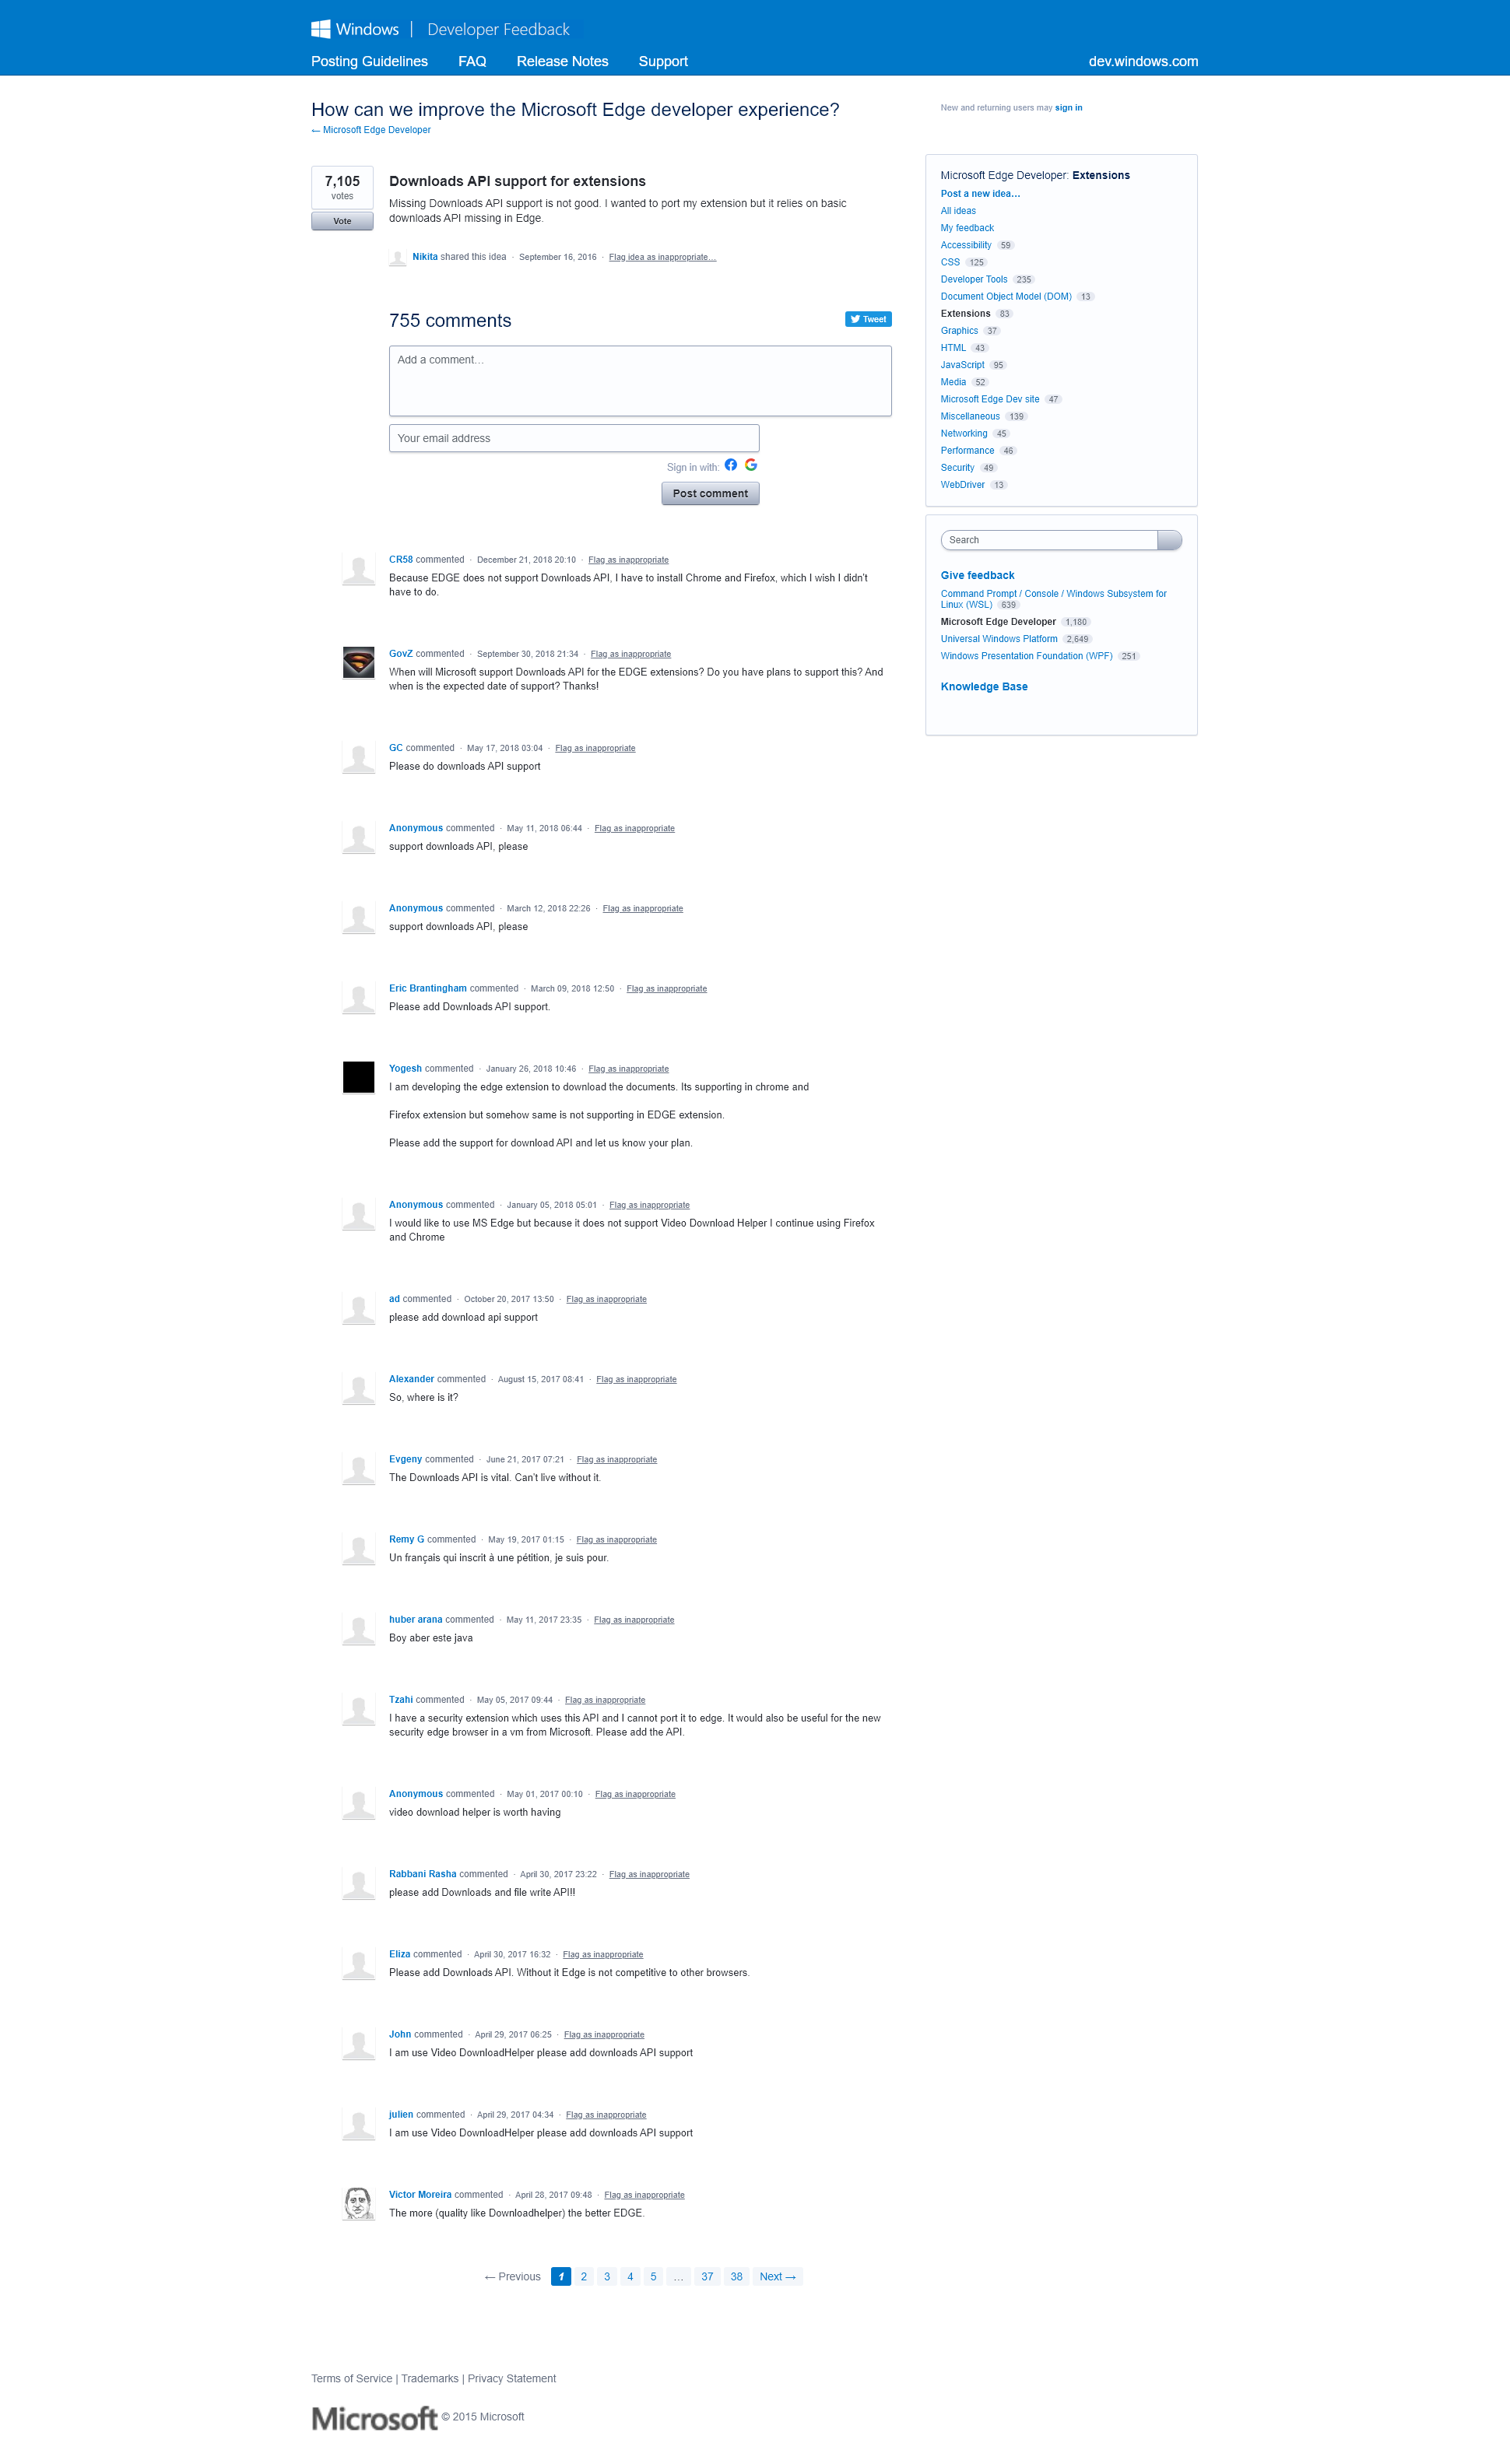 Windows | Developer Feedback
Posting Guidelines FAQ Release Notes Support dev.windows.com
How can we improve the Microsoft Edge developer experience?
← Microsoft Edge Developer
New and returning users may sign in
7,105
votes
Vote
Downloads API support for extensions
Missing Downloads API support is not good. I wanted to port my extension but it relies on basic
downloads API missing in Edge.
Nikita shared this idea · September 16, 2016 · Flag idea as inappropriate…
755 comments
Tweet
Add a comment…
Your email address
Sign in with:
Post comment
CR58 commented · December 21, 2018 20:10 · Flag as inappropriate
Because EDGE does not support Downloads API, I have to install Chrome and Firefox, which I wish I didn't
have to do.
GovZ commented · September 30, 2018 21:34 · Flag as inappropriate
When will Microsoft support Downloads API for the EDGE extensions? Do you have plans to support this? And
when is the expected date of support? Thanks!
GC commented · May 17, 2018 03:04 · Flag as inappropriate
Please do downloads API support
Anonymous commented · May 11, 2018 06:44 · Flag as inappropriate
support downloads API, please
Anonymous commented · March 12, 2018 22:26 · Flag as inappropriate
support downloads API, please
Eric Brantingham commented · March 09, 2018 12:50 · Flag as inappropriate
Please add Downloads API support.
Yogesh commented · January 26, 2018 10:46 · Flag as inappropriate
I am developing the edge extension to download the documents. Its supporting in chrome and
Firefox extension but somehow same is not supporting in EDGE extension.
Please add the support for download API and let us know your plan.
Anonymous commented · January 05, 2018 05:01 · Flag as inappropriate
I would like to use MS Edge but because it does not support Video Download Helper I continue using Firefox
and Chrome
ad commented · October 20, 2017 13:50 · Flag as inappropriate
please add download api support
Alexander commented · August 15, 2017 08:41 · Flag as inappropriate
So, where is it?
Evgeny commented · June 21, 2017 07:21 · Flag as inappropriate
The Downloads API is vital. Can't live without it.
Remy G commented · May 19, 2017 01:15 · Flag as inappropriate
Un français qui inscrit à une pétition, je suis pour.
huber arana commented · May 11, 2017 23:35 · Flag as inappropriate
Boy aber este java
Tzahi commented · May 05, 2017 09:44 · Flag as inappropriate
I have a security extension which uses this API and I cannot port it to edge. It would also be useful for the new
security edge browser in a vm from Microsoft. Please add the API.
Anonymous commented · May 01, 2017 00:10 · Flag as inappropriate
video download helper is worth having
Rabbani Rasha commented · April 30, 2017 23:22 · Flag as inappropriate
please add Downloads and file write API!!
Eliza commented · April 30, 2017 16:32 · Flag as inappropriate
Please add Downloads API. Without it Edge is not competitive to other browsers.
John commented · April 29, 2017 06:25 · Flag as inappropriate
I am use Video DownloadHelper please add downloads API support
julien commented · April 29, 2017 04:34 · Flag as inappropriate
I am use Video DownloadHelper please add downloads API support
Victor Moreira commented · April 28, 2017 09:48 · Flag as inappropriate
The more (quality like Downloadhelper) the better EDGE.
← Previous 1 2 3 4 5 … 37 38 Next →
Microsoft Edge Developer: Extensions
Post a new idea…
All ideas
My feedback
Accessibility 59
CSS 125
Developer Tools 235
Document Object Model (DOM) 13
Extensions 83
Graphics 37
HTML 43
JavaScript 95
Media 52
Microsoft Edge Dev site 47
Miscellaneous 139
Networking 45
Performance 46
Security 49
WebDriver 13
Search
Give feedback
Command Prompt / Console / Windows Subsystem for
Linux (WSL) 639
Microsoft Edge Developer 1,180
Universal Windows Platform 2,649
Windows Presentation Foundation (WPF) 251
Knowledge Base
Terms of Service | Trademarks | Privacy Statement
Microsoft © 2015 Microsoft